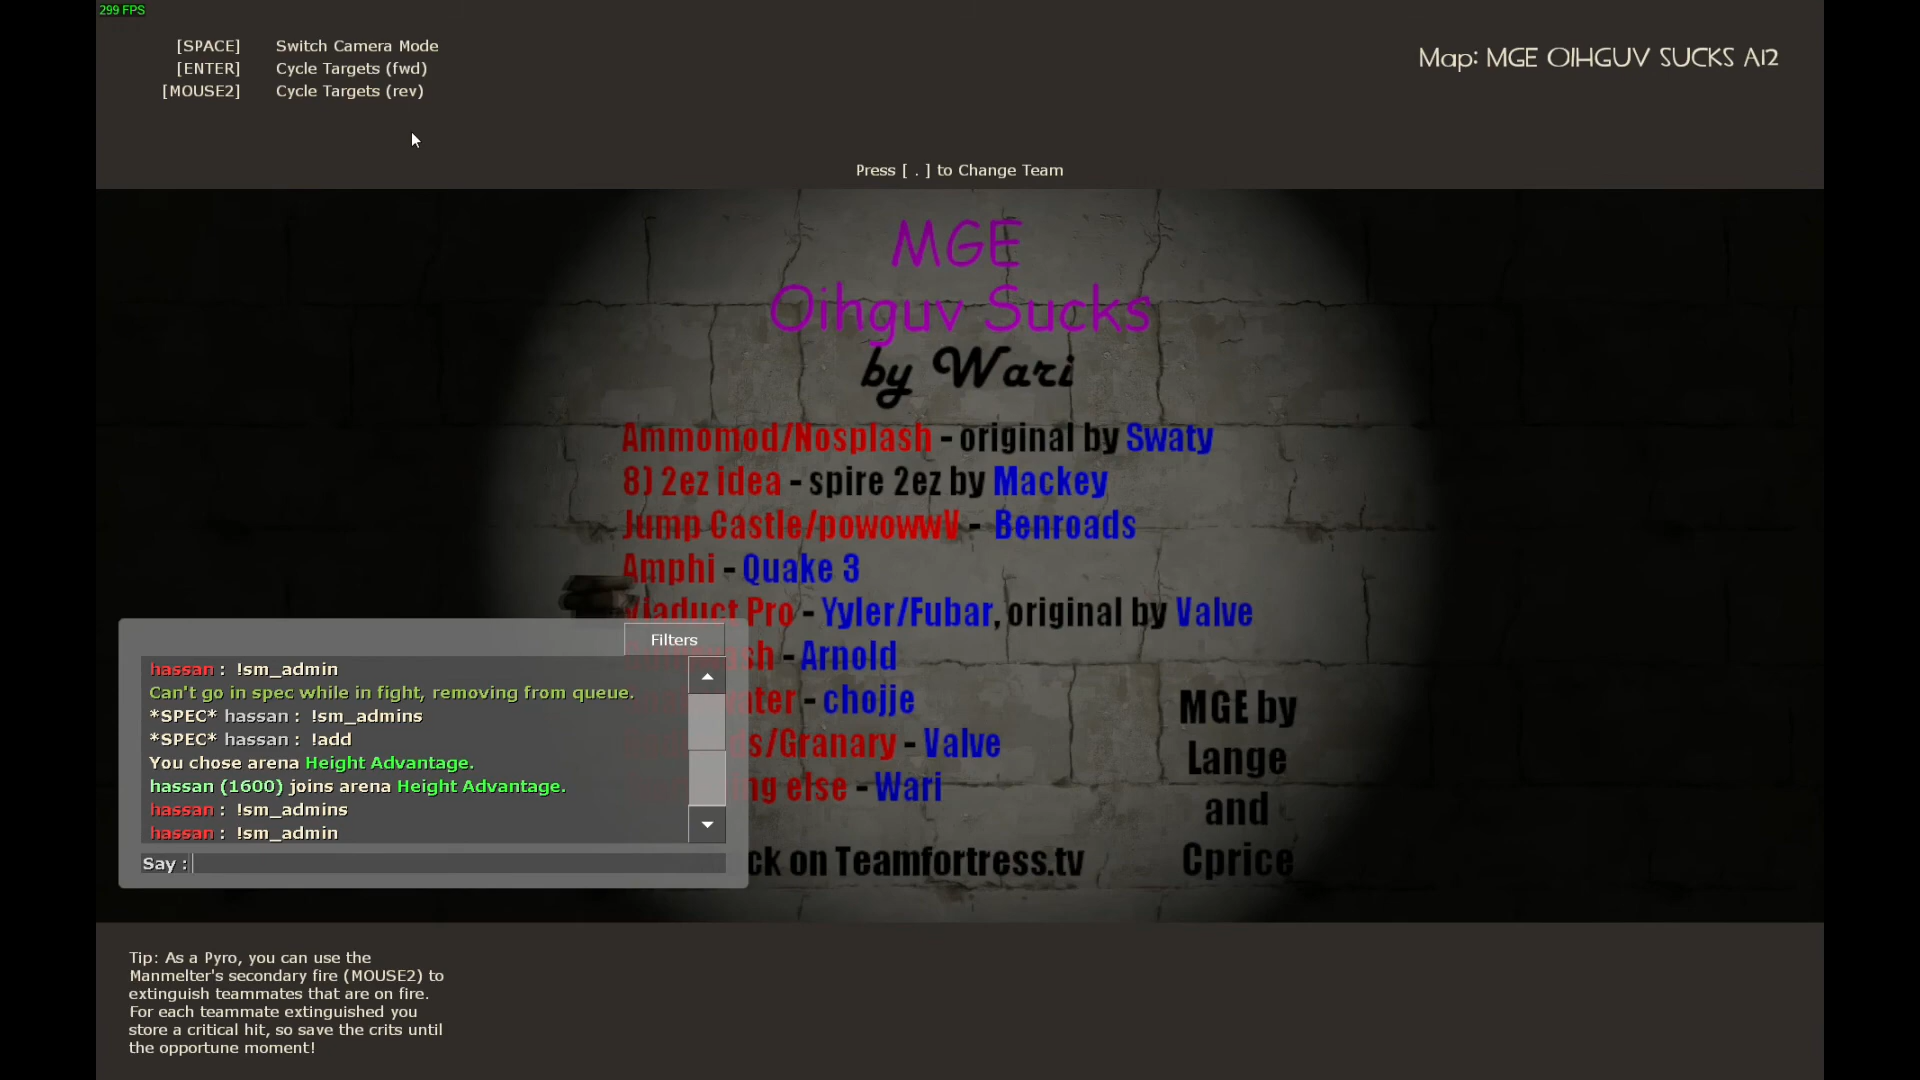 299 FPS
[SPACE] Switch Camera Mode
[ENTER] Cycle Targets (fwd)
[MOUSE2] Cycle Targets (rev)
Map: MGE OIHGUV SUCKS A12
Press [ . ] to Change Team
MGE
Oihguv Sucks
by Wari
Ammomod/Nosplash - original by Swaty
8) 2ez idea - spire 2ez by Mackey
Jump Castle/powowwV - Benroads
Amphi - Quake 3
Viaduct Pro - Yyler/Fubar, original by Valve
- Arnold
- chojje
/Granary - Valve
else - Wari
on Teamfortress.tv
MGE by
Lange
and
Cprice
Filters
hassan : !sm_admin
Can't go in spec while in fight, removing from queue.
*SPEC* hassan : !sm_admins
*SPEC* hassan : !add
You chose arena Height Advantage.
hassan (1600) joins arena Height Advantage.
hassan : !sm_admins
hassan : !sm_admin
Say :
Tip: As a Pyro, you can use the
Manmelter's secondary fire (MOUSE2) to
extinguish teammates that are on fire.
For each teammate extinguished you
store a critical hit, so save the crits until
the opportune moment!